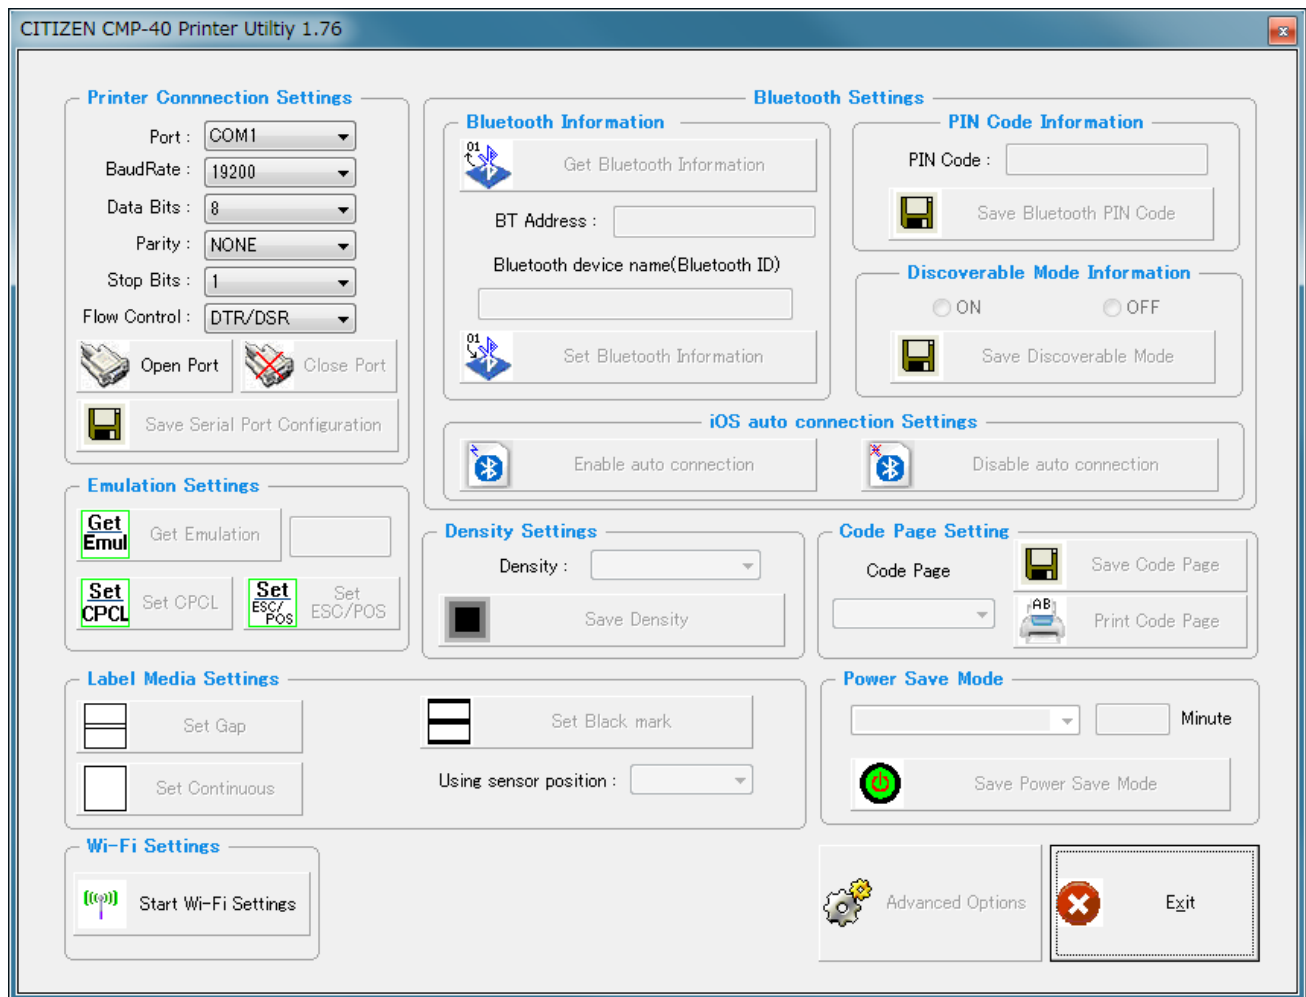 CITIZEN CMP-40 Printer Utiltiy 1.76
Printer Connnection Settings
Port : COM1
BaudRate : 19200
Data Bits : 8
Parity : NONE
Stop Bits : 1
Flow Control : DTR/DSR
Open Port
Close Port
Save Serial Port Configuration
Bluetooth Settings
Bluetooth Information
01
Get Bluetooth Information
BT Address :
Bluetooth device name(Bluetooth ID)
01
Set Bluetooth Information
PIN Code Information
PIN Code :
Save Bluetooth PIN Code
Discoverable Mode Information
ON OFF
Save Discoverable Mode
iOS auto connection Settings
Enable auto connection
Disable auto connection
Emulation Settings
Get
Emul
Get Emulation
Set
CPCL
Set CPCL
Set
ESC/
POS
Set
ESC/POS
Density Settings
Density :
Save Density
Code Page Setting
Code Page
Save Code Page
AB
Print Code Page
Label Media Settings
Set Gap
Set Black mark
Set Continuous
Using sensor position :
Power Save Mode
Minute
Save Power Save Mode
Wi-Fi Settings
Start Wi-Fi Settings
Advanced Options
Exit